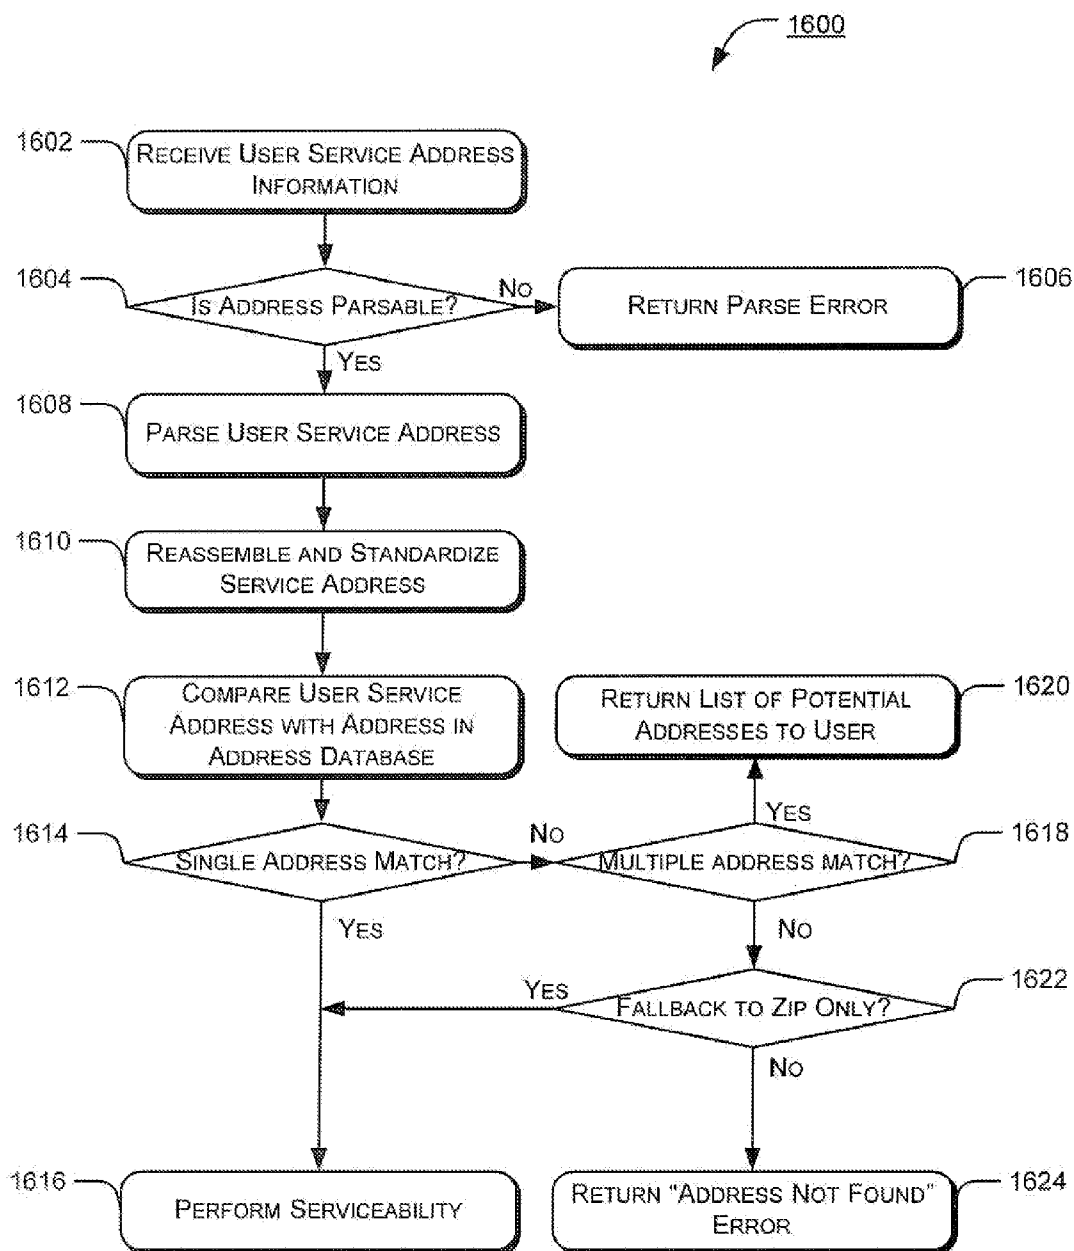 1600
1602
RECEIVE USER SERVICE ADDRESS
INFORMATION
1604
IS ADDRESS PARSABLE?
NO
RETURN PARSE ERROR
1606
YES
1608
PARSE USER SERVICE ADDRESS
1610
REASSEMBLE AND STANDARDIZE
SERVICE ADDRESS
1612
COMPARE USER SERVICE
ADDRESS WITH ADDRESS IN
ADDRESS DATABASE
RETURN LIST OF POTENTIAL
ADDRESSES TO USER
1620
YES
1614
SINGLE ADDRESS MATCH?
NO
MULTIPLE ADDRESS MATCH?
1618
YES
NO
YES
FALLBACK TO ZIP ONLY?
1622
NO
1616
PERFORM SERVICEABILITY
RETURN "ADDRESS NOT FOUND"
ERROR
1624